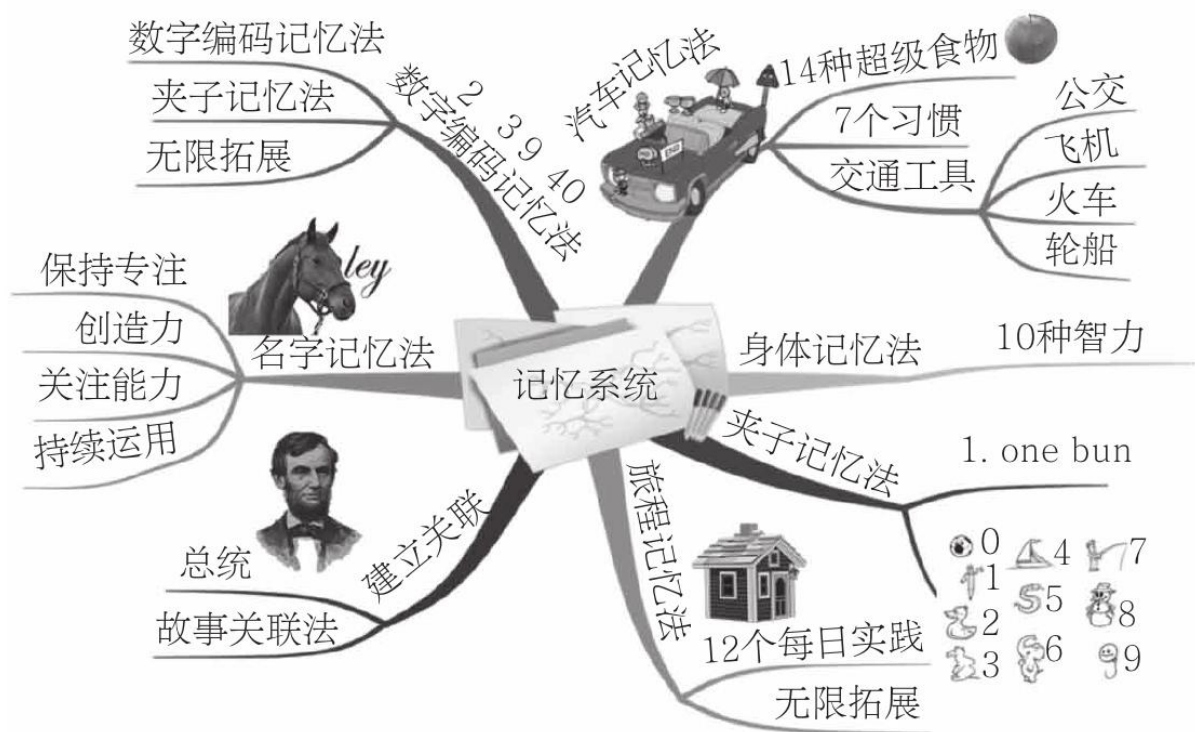 数字编码记忆法
夹子记忆法
无限拓展
2 3 9 40
数字编码记忆法
汽车记忆法
14种超级食物
7个习惯
交通工具
公交
飞机
火车
轮船
保持专注
创造力
关注能力
持续运用
ley
名字记忆法
记忆系统
身体记忆法
10种智力
夹子记忆法
1. one bun
0 4 7
1 5 8
2 6 9
3
旅程记忆法
12个每日实践
无限拓展
建立关联
总统
故事关联法